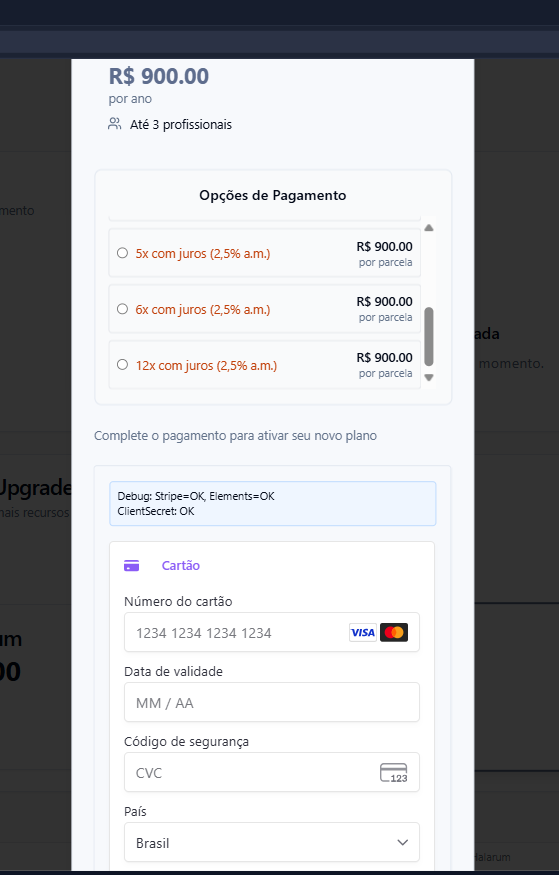 R$ 900.00
por ano
Até 3 profissionais
mento
Opções de Pagamento
5x com juros (2,5% a.m.)
R$ 900.00
por parcela
6x com juros (2,5% a.m.)
R$ 900.00
por parcela
12x com juros (2,5% a.m.)
R$ 900.00
por parcela
ada
momento.
Complete o pagamento para ativar seu novo plano
Upgrade
nais recursos
Debug: Stripe=OK, Elements=OK
ClientSecret: OK
Cartão
Número do cartão
1234 1234 1234 1234
VISA
um
00
Data de validade
MM / AA
Código de segurança
CVC
123
País
Brasil
Halarum